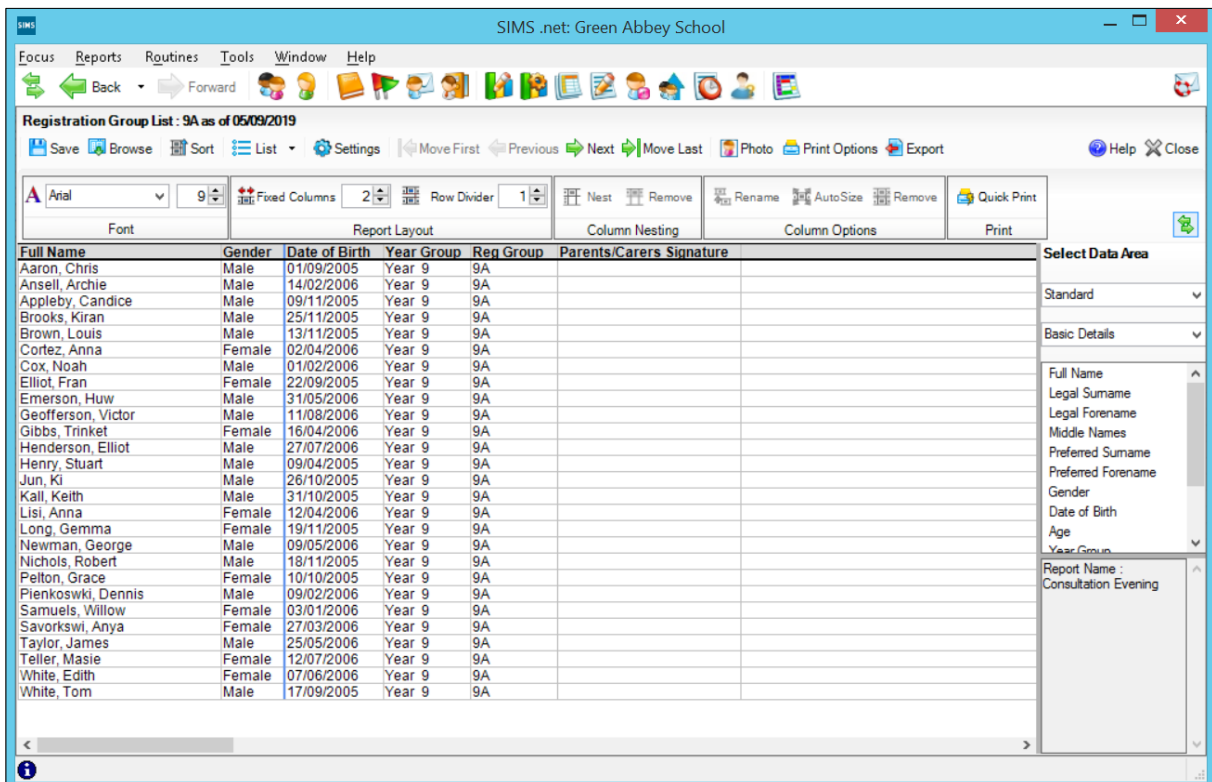 SIMS
SIMS .net: Green Abbey School
Focus Reports Routines Tools Window Help
Back Forward
Registration Group List : 9A as of 05/09/2019
Save Browse Sort List Settings Move First Previous Next Move Last Photo Print Options Export Help Close
A Arial 9 Fixed Columns 2 Row Divider 1 Nest Remove Rename AutoSize Remove Quick Print
Font Report Layout Column Nesting Column Options Print
Full Name Gender Date of Birth Year Group Reg Group Parents/Carers Signature
Aaron, Chris Male 01/09/2005 Year 9 9A
Ansell, Archie Male 14/02/2006 Year 9 9A
Appleby, Candice Male 09/11/2005 Year 9 9A
Brooks, Kiran Male 25/11/2005 Year 9 9A
Brown, Louis Male 13/11/2005 Year 9 9A
Cortez, Anna Female 02/04/2006 Year 9 9A
Cox, Noah Male 01/02/2006 Year 9 9A
Elliot, Fran Female 22/09/2005 Year 9 9A
Emerson, Huw Male 31/05/2006 Year 9 9A
Geofferson, Victor Male 11/08/2006 Year 9 9A
Gibbs, Trinket Female 16/04/2006 Year 9 9A
Henderson, Elliot Male 27/07/2006 Year 9 9A
Henry, Stuart Male 09/04/2005 Year 9 9A
Jun, Ki Male 26/10/2005 Year 9 9A
Kall, Keith Male 31/10/2005 Year 9 9A
Lisi, Anna Female 12/04/2006 Year 9 9A
Long, Gemma Female 19/11/2005 Year 9 9A
Newman, George Male 09/05/2006 Year 9 9A
Nichols, Robert Male 18/11/2005 Year 9 9A
Pelton, Grace Female 10/10/2005 Year 9 9A
Pienkoswki, Dennis Male 09/02/2006 Year 9 9A
Samuels, Willow Female 03/01/2006 Year 9 9A
Savorkswi, Anya Female 27/03/2006 Year 9 9A
Taylor, James Male 25/05/2006 Year 9 9A
Teller, Masie Female 12/07/2006 Year 9 9A
White, Edith Female 07/06/2006 Year 9 9A
White, Tom Male 17/09/2005 Year 9 9A
Select Data Area
Standard
Basic Details
Full Name
Legal Surname
Legal Forename
Middle Names
Preferred Surname
Preferred Forename
Gender
Date of Birth
Age
Year Group
Report Name :
Consultation Evening